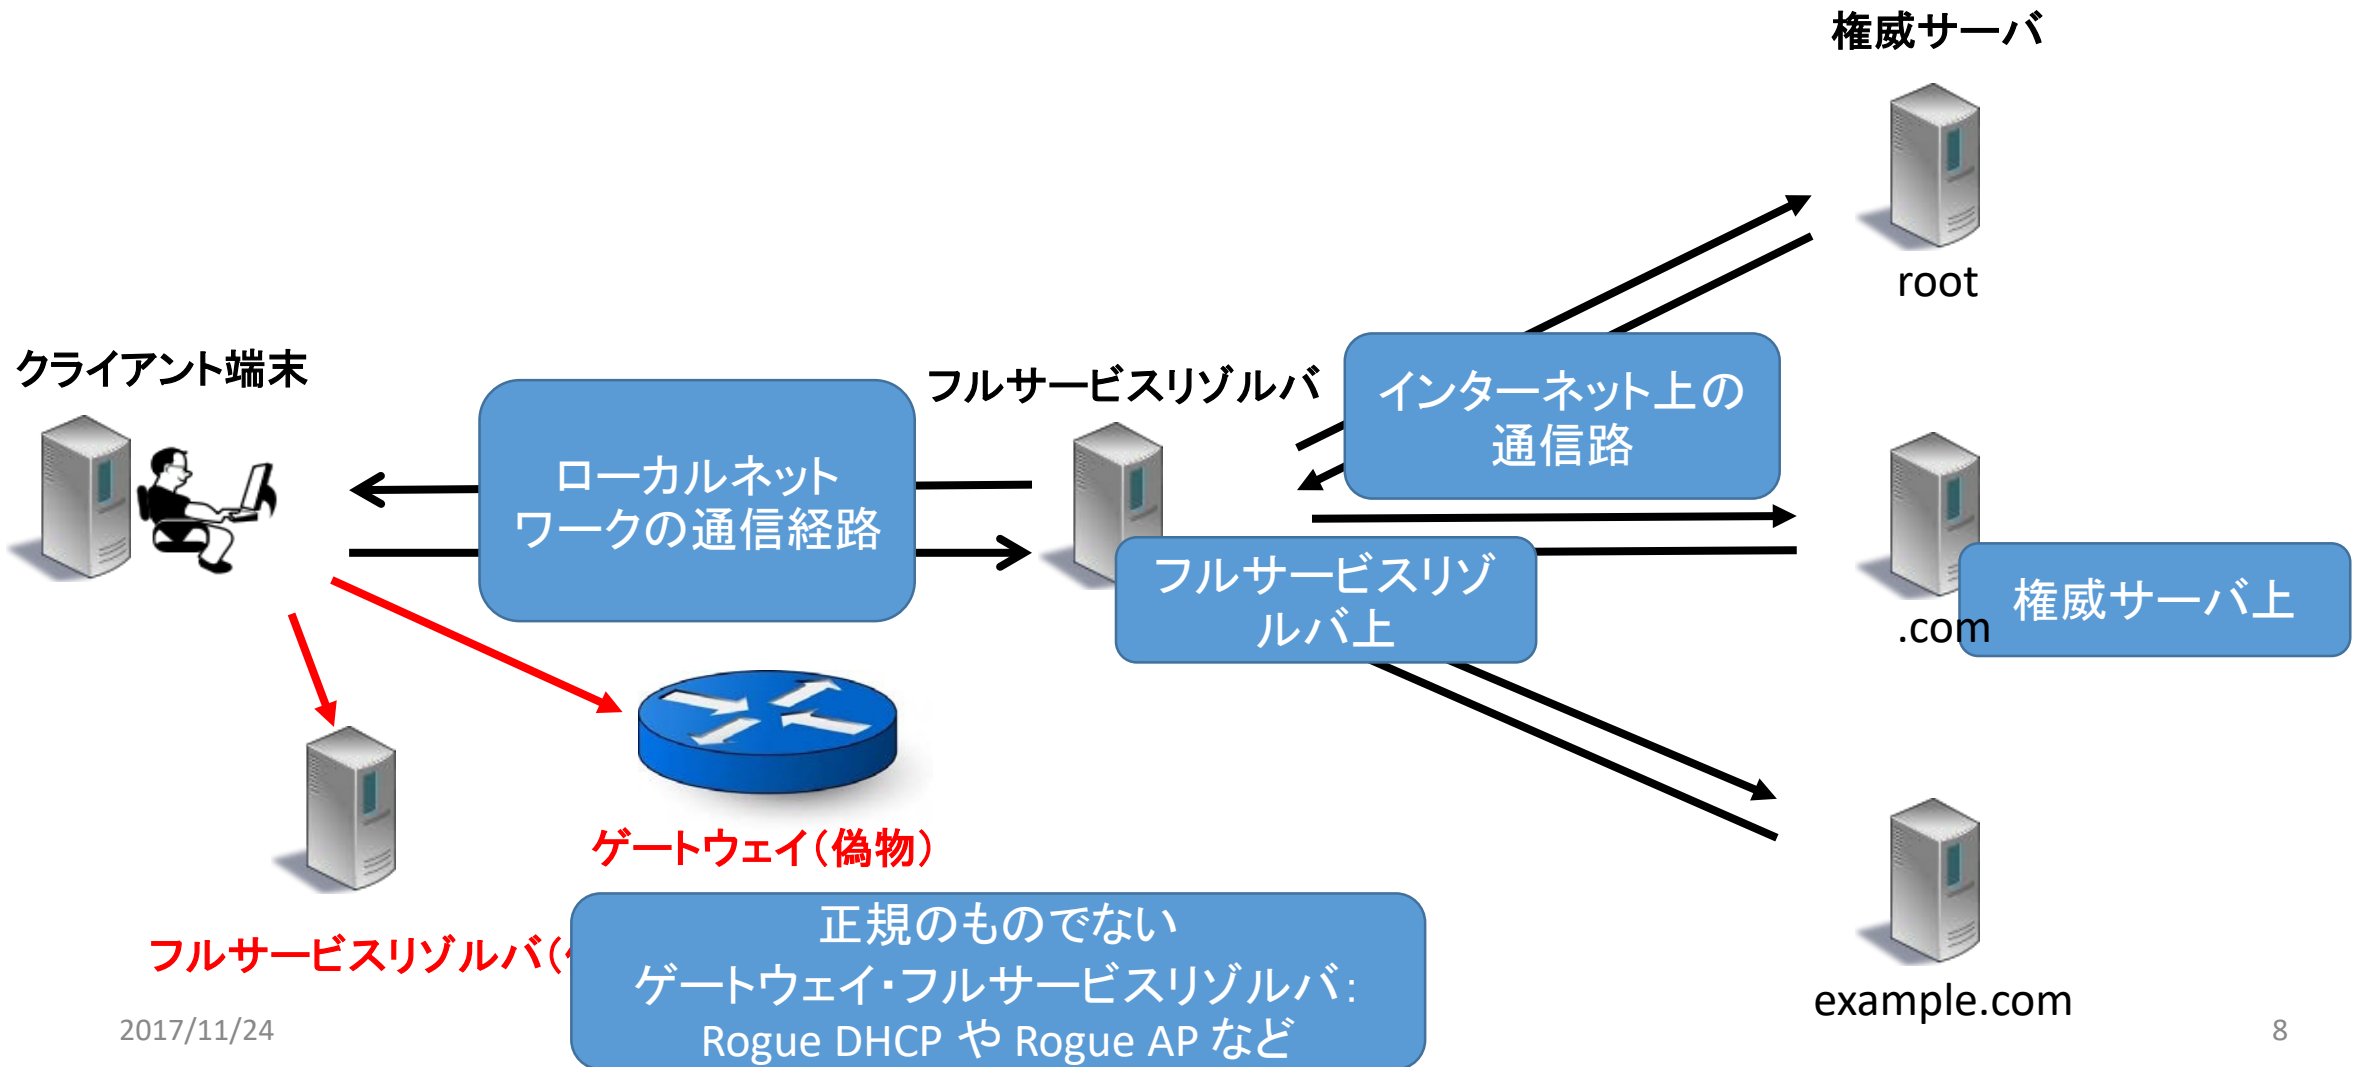 権威サーバ
root
クライアント端末
フルサービスリゾルバ
インターネット上の
通信路
ローカルネット
ワークの通信経路
フルサービスリゾ
ルバ上
.com
権威サーバ上
ゲートウェイ（偽物）
フルサービスリゾルバ（
正規のものでない
ゲートウェイ・フルサービスリゾルバ：
Rogue DHCP や Rogue AP など
example.com
2017/11/24
8